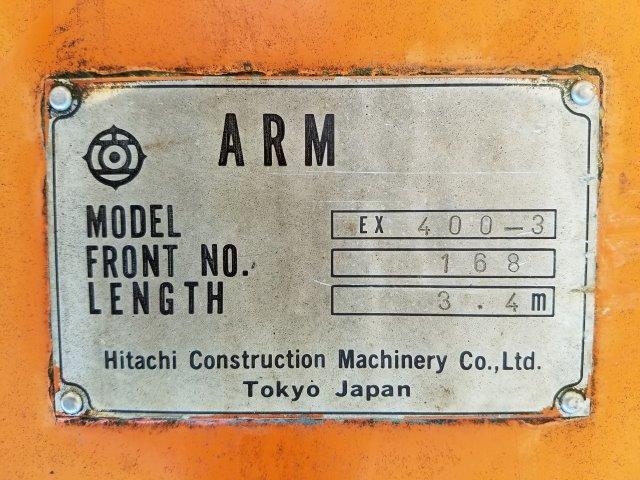 ARM
MODEL EX 400-3
FRONT NO. 168
LENGTH 3.4m
Hitachi Construction Machinery Co.,Ltd.
Tokyo Japan